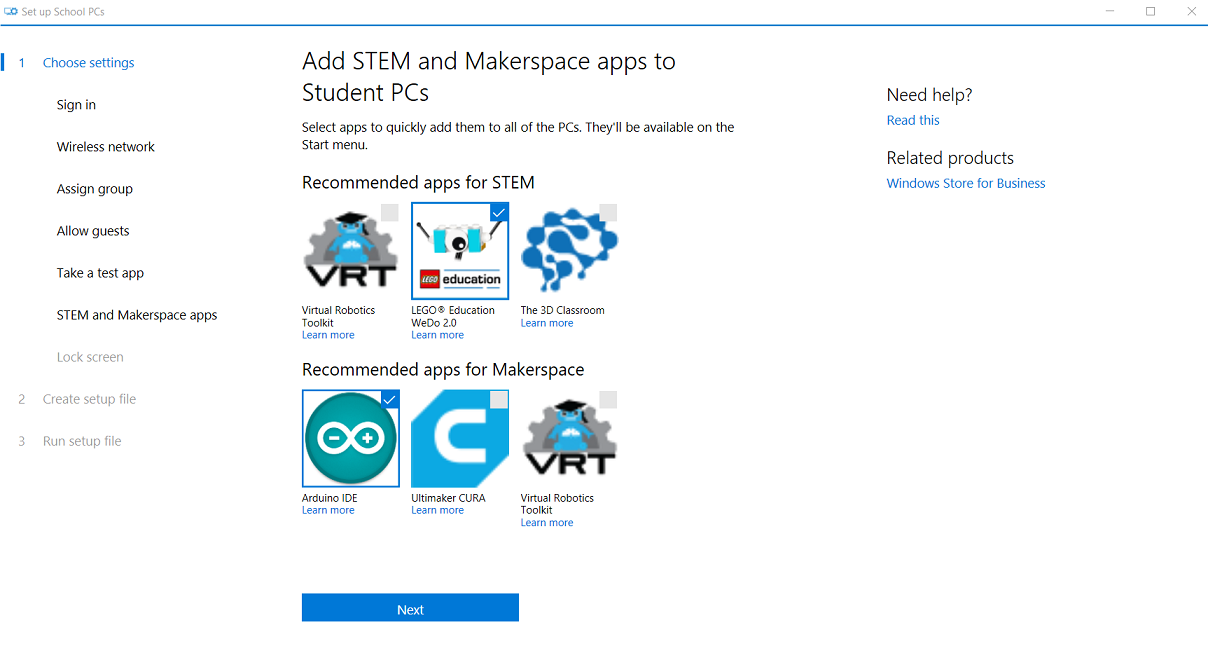 Set up School PCs
1 Choose settings
Sign in
Wireless network
Assign group
Allow guests
Take a test app
STEM and Makerspace apps
Lock screen
2 Create setup file
3 Run setup file
Add STEM and Makerspace apps to
Student PCs
Select apps to quickly add them to all of the PCs. They'll be available on the
Start menu.
Recommended apps for STEM
VRT
LEGO education
Virtual Robotics
Toolkit
Learn more
LEGO® Education
WeDo 2.0
Learn more
The 3D Classroom
Learn more
Recommended apps for Makerspace
VRT
Arduino IDE
Learn more
Ultimaker CURA
Learn more
Virtual Robotics
Toolkit
Learn more
Next
Need help?
Read this
Related products
Windows Store for Business